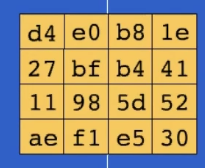 d4 e0 b8 1e
27 bf b4 41
11 98 5d 52
ae f1 e5 30